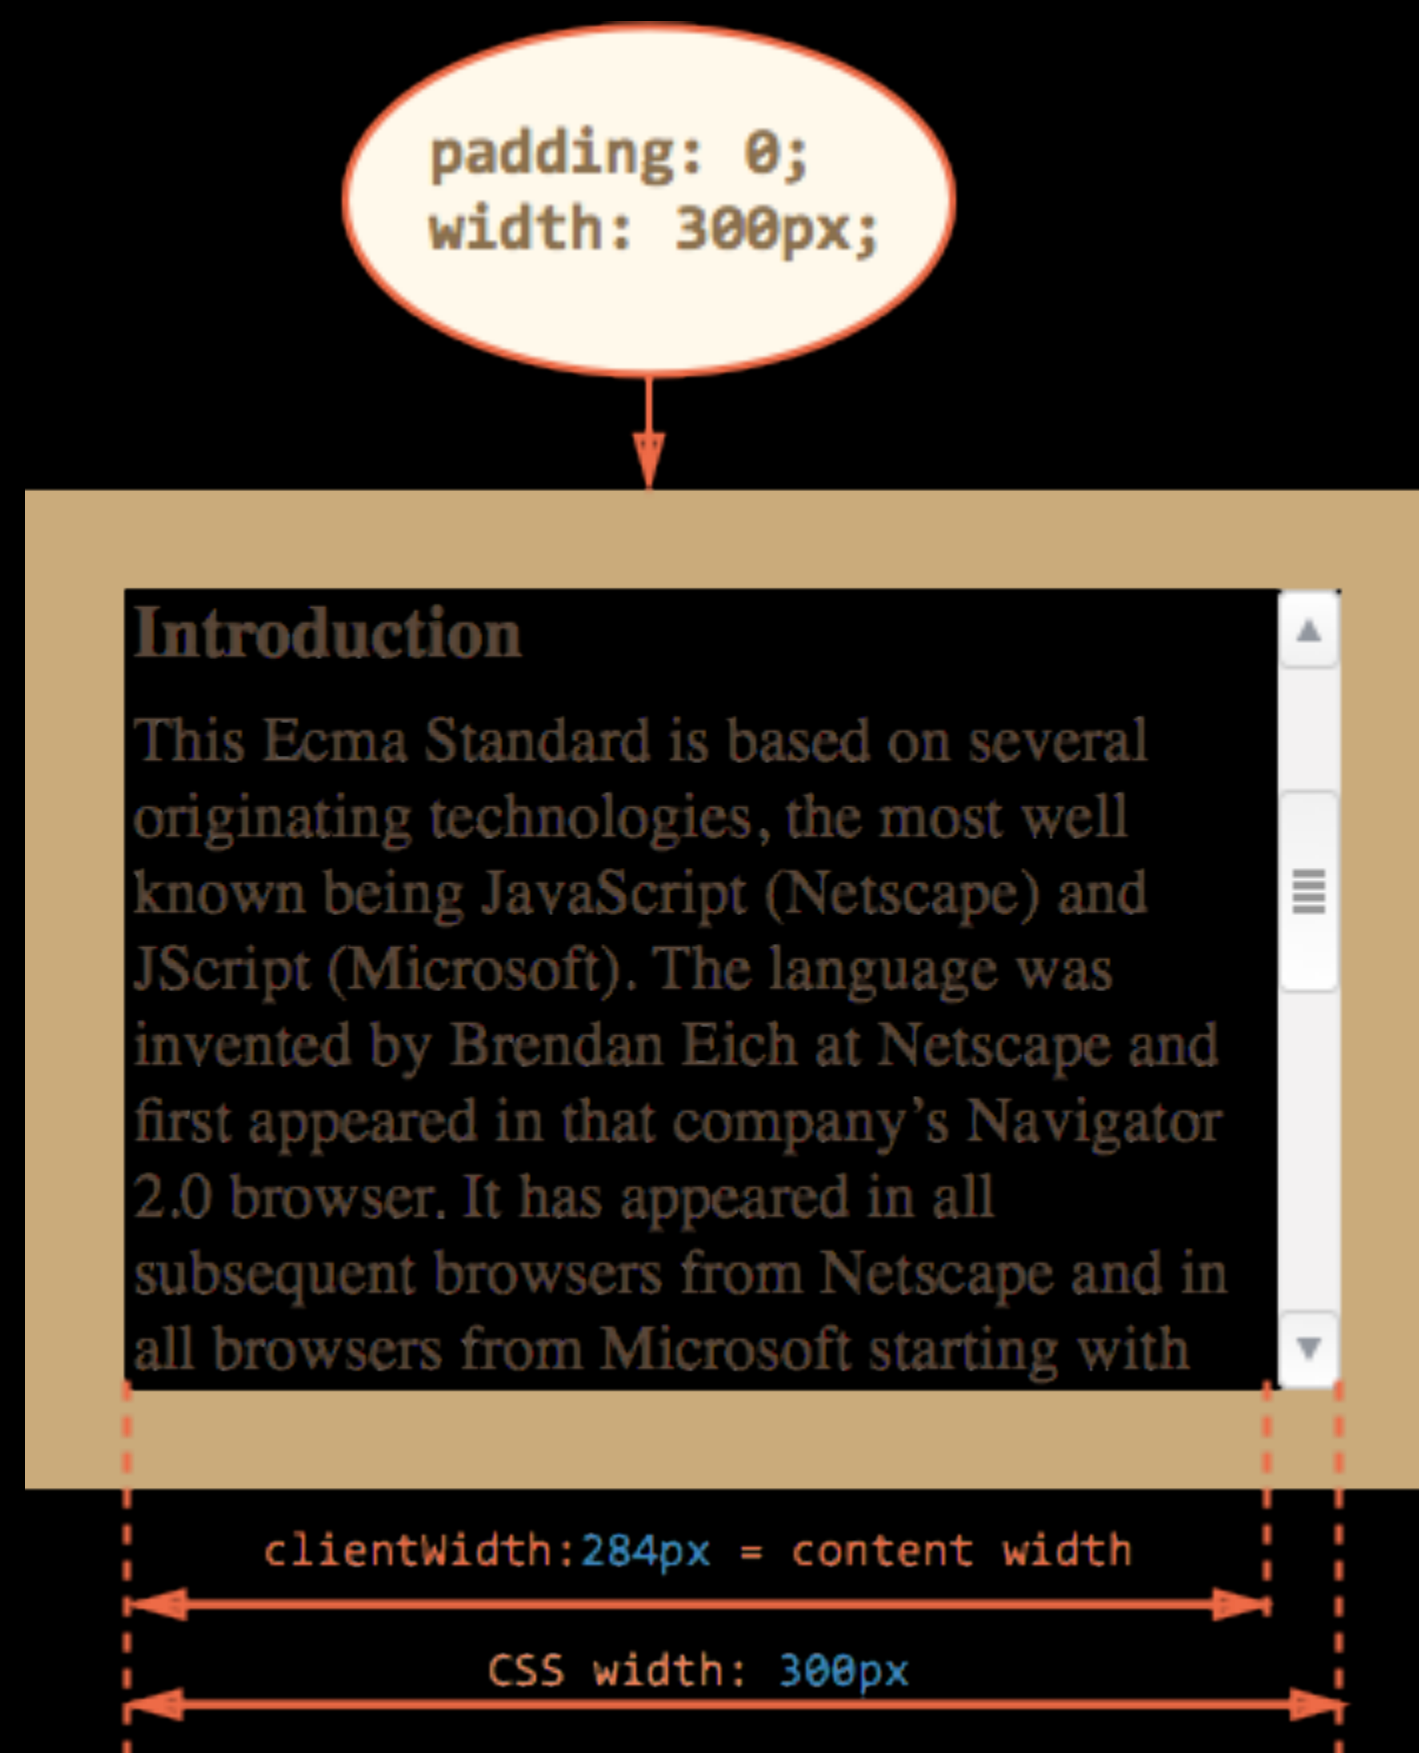 padding: 0;
width: 300px;
Introduction
This Ecma Standard is based on several
originating technologies, the most well
known being JavaScript (Netscape) and
JScript (Microsoft). The language was
invented by Brendan Eich at Netscape and
first appeared in that company’s Navigator
2.0 browser. It has appeared in all
subsequent browsers from Netscape and in
all browsers from Microsoft starting with
clientWidth:284px = content width
CSS width: 300px